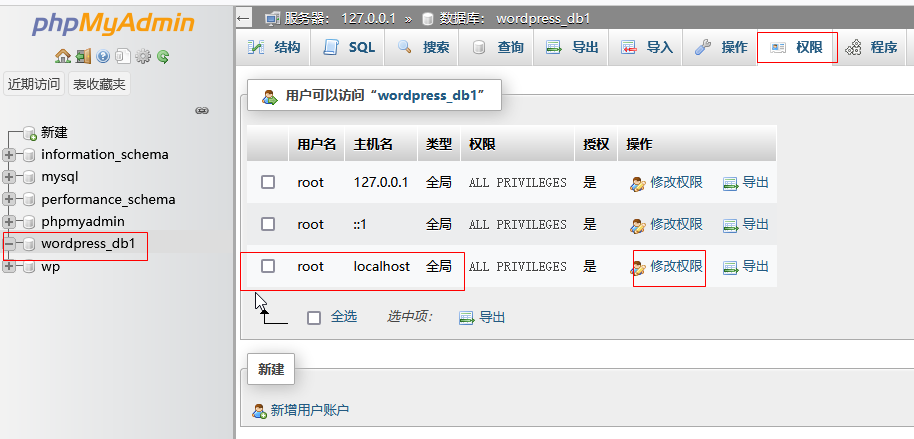 phpMyAdmin
近期访问 表收藏夹
新建
information_schema
mysql
performance_schema
phpmyadmin
wordpress_db1
wp
服务器: 127.0.0.1 » 数据库: wordpress_db1
结构 SQL 搜索 查询 导出 导入 操作 权限 程序
用户可以访问“wordpress_db1”
用户名 主机名 类型 权限 授权 操作
root 127.0.0.1 全局 ALL PRIVILEGES 是 修改权限 导出
root ::1 全局 ALL PRIVILEGES 是 修改权限 导出
root localhost 全局 ALL PRIVILEGES 是 修改权限 导出
全选 选中项: 导出
新建
新增用户账户